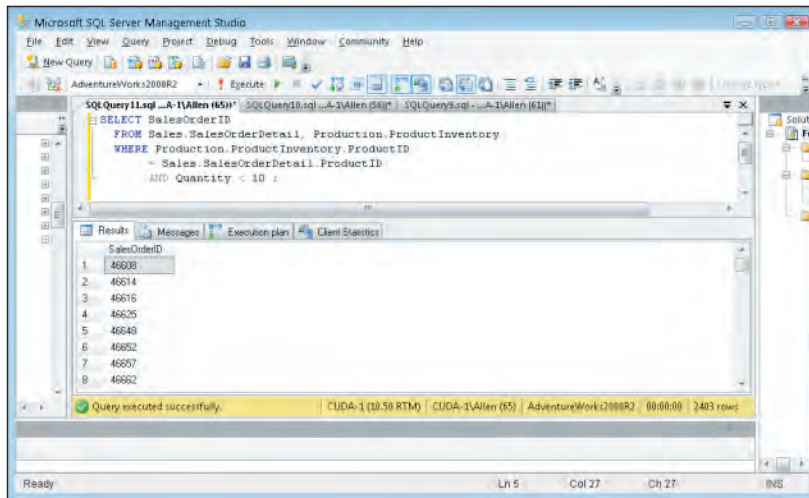 Microsoft SQL Server Management Studio
File Edit View Query Project Debug Tools Window Community Help
New Query
AdventureWorks2008R2 Execute
SQLQuery11.sql ...A-1\Allen (65))* SQLQuery10.sql ...A-1\Allen (56))* SQLQuery9.sql - ...A-1\Allen (61))*
SELECT SalesOrderID
FROM Sales.SalesOrderDetail, Production.ProductInventory
WHERE Production.ProductInventory.ProductID
= Sales.SalesOrderDetail.ProductID
AND Quantity < 10 ;
Results Messages Execution plan Client Statistics
SalesOrderID
1 46608
2 46614
3 46616
4 46625
5 46648
6 46652
7 46657
8 46662
Query executed successfully. CUDA-1 (10.50 RTM) CUDA-1\Allen (65) AdventureWorks2008R2 00:00:00 2403 rows
Solut
Ready Ln 5 Col 27 Ch 27 INS